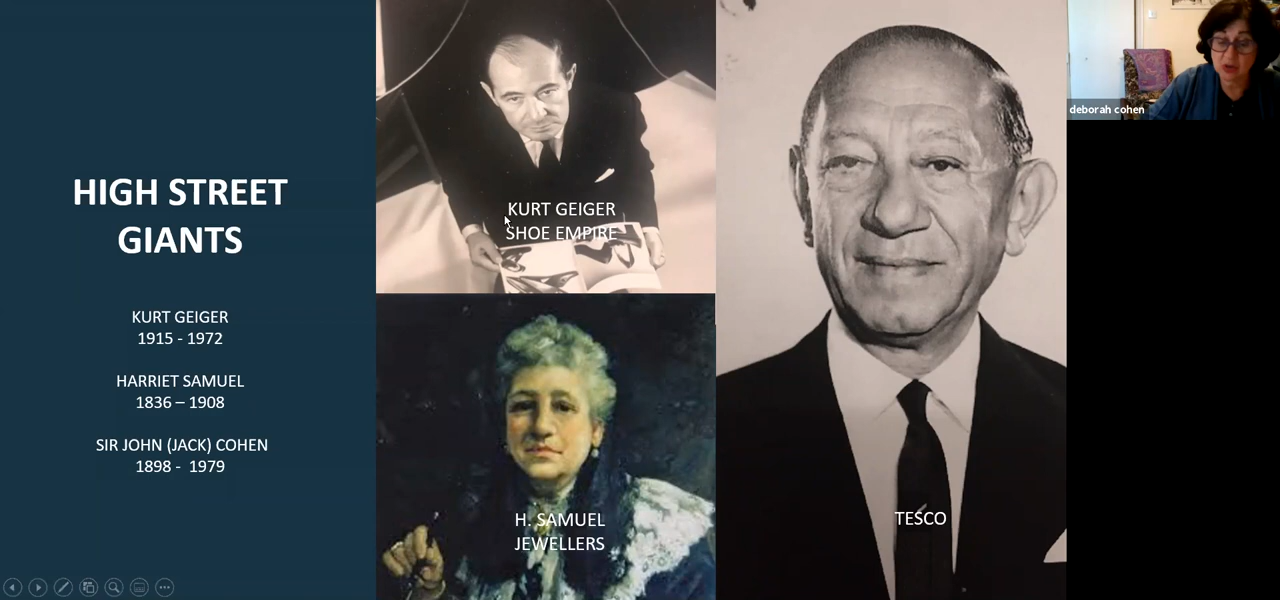 HIGH STREET
GIANTS
KURT GEIGER
1915 - 1972
HARRIET SAMUEL
1836 – 1908
SIR JOHN (JACK) COHEN
1898 - 1979
KURT GEIGER
SHOE EMPIRE
H. SAMUEL
JEWELLERS
TESCO
deborah cohen